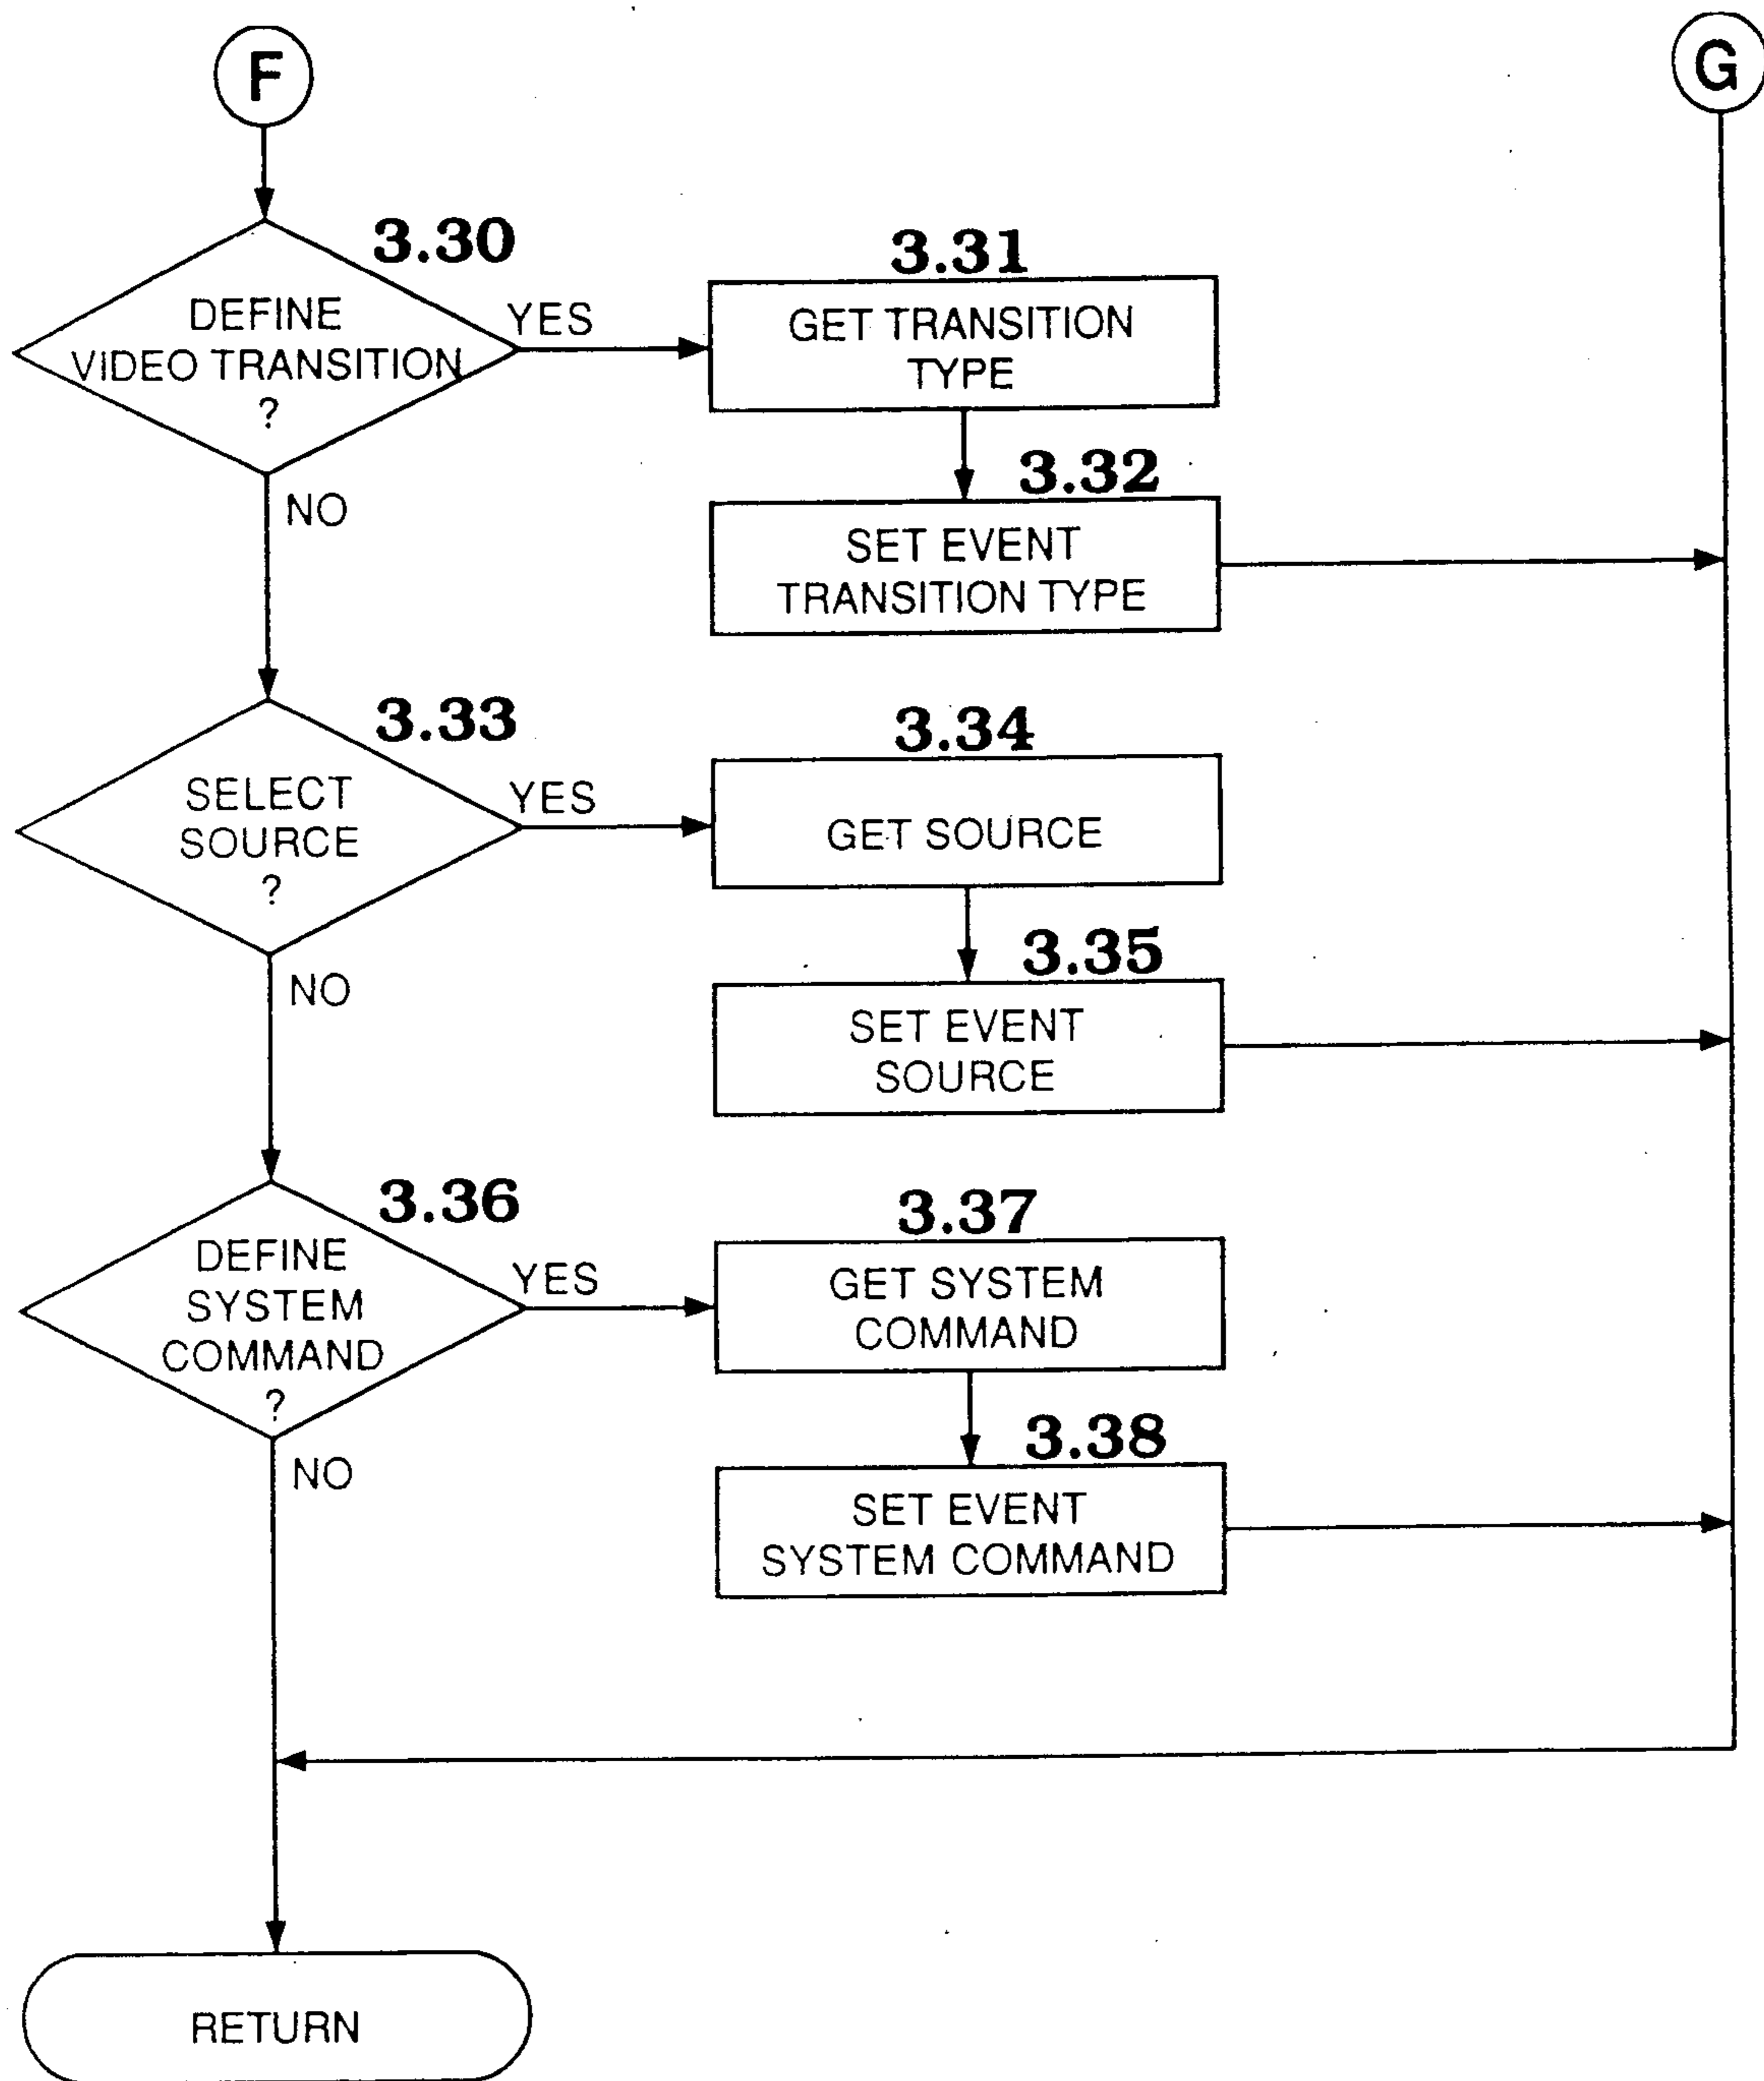 F
G
3.30
DEFINE
VIDEO TRANSITION
?
YES
NO
3.31
GET TRANSITION
TYPE
3.32
SET EVENT
TRANSITION TYPE
3.33
SELECT
SOURCE
?
YES
NO
3.34
GET SOURCE
3.35
SET EVENT
SOURCE
3.36
DEFINE
SYSTEM
COMMAND
?
YES
NO
3.37
GET SYSTEM
COMMAND
3.38
SET EVENT
SYSTEM COMMAND
RETURN